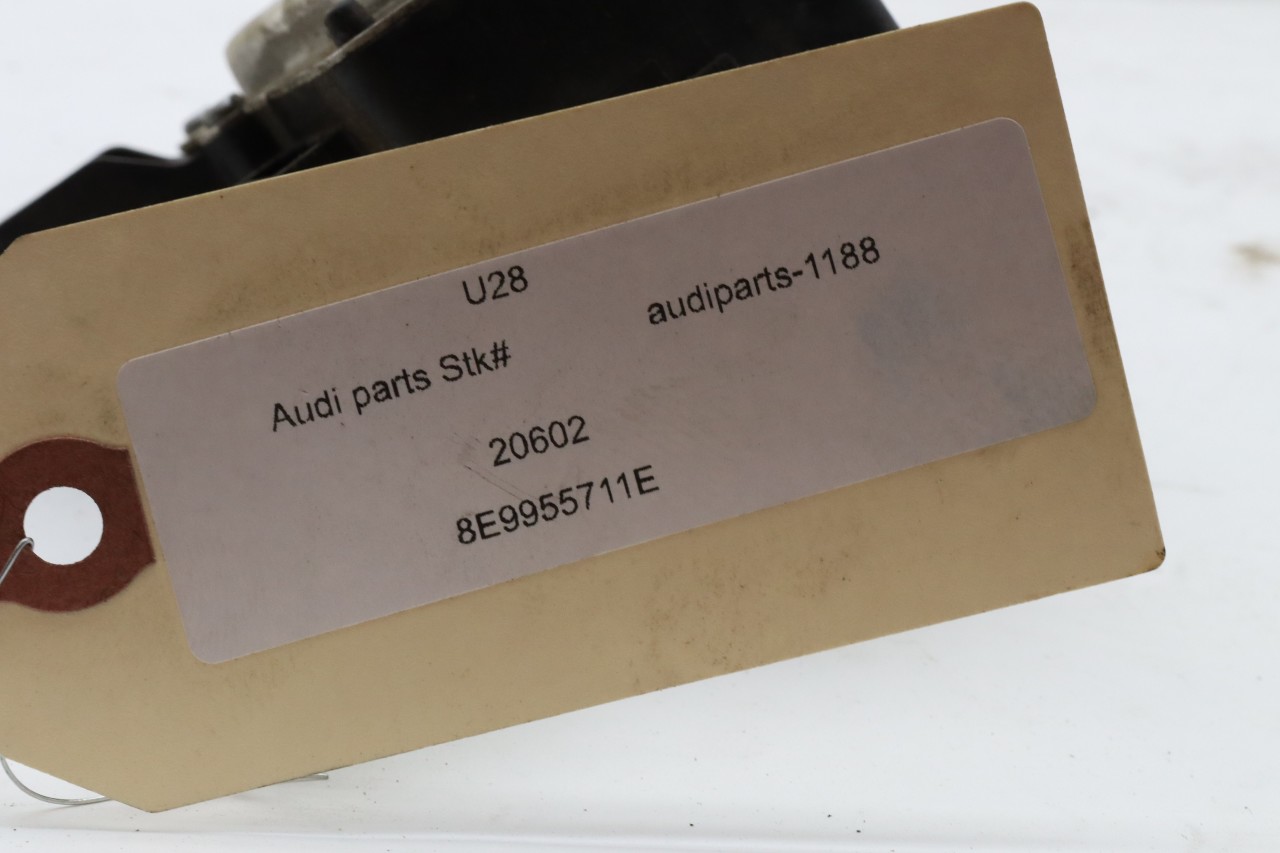 U28
audiparts-1188
Audi parts Stk#
20602
8E9955711E